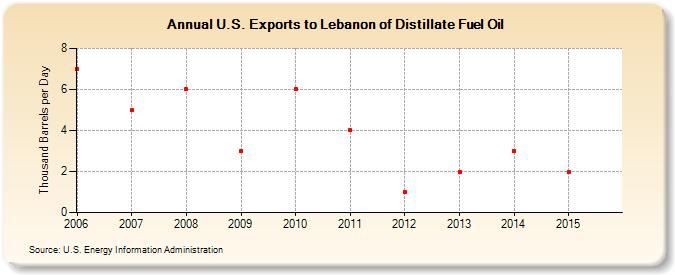 Annual U.S. Exports to Lebanon of Distillate Fuel Oil
Thousand Barrels per Day
8
6
4
2
0
2006 2007 2008 2009 2010 2011 2012 2013 2014 2015
Source: U.S. Energy Information Administration